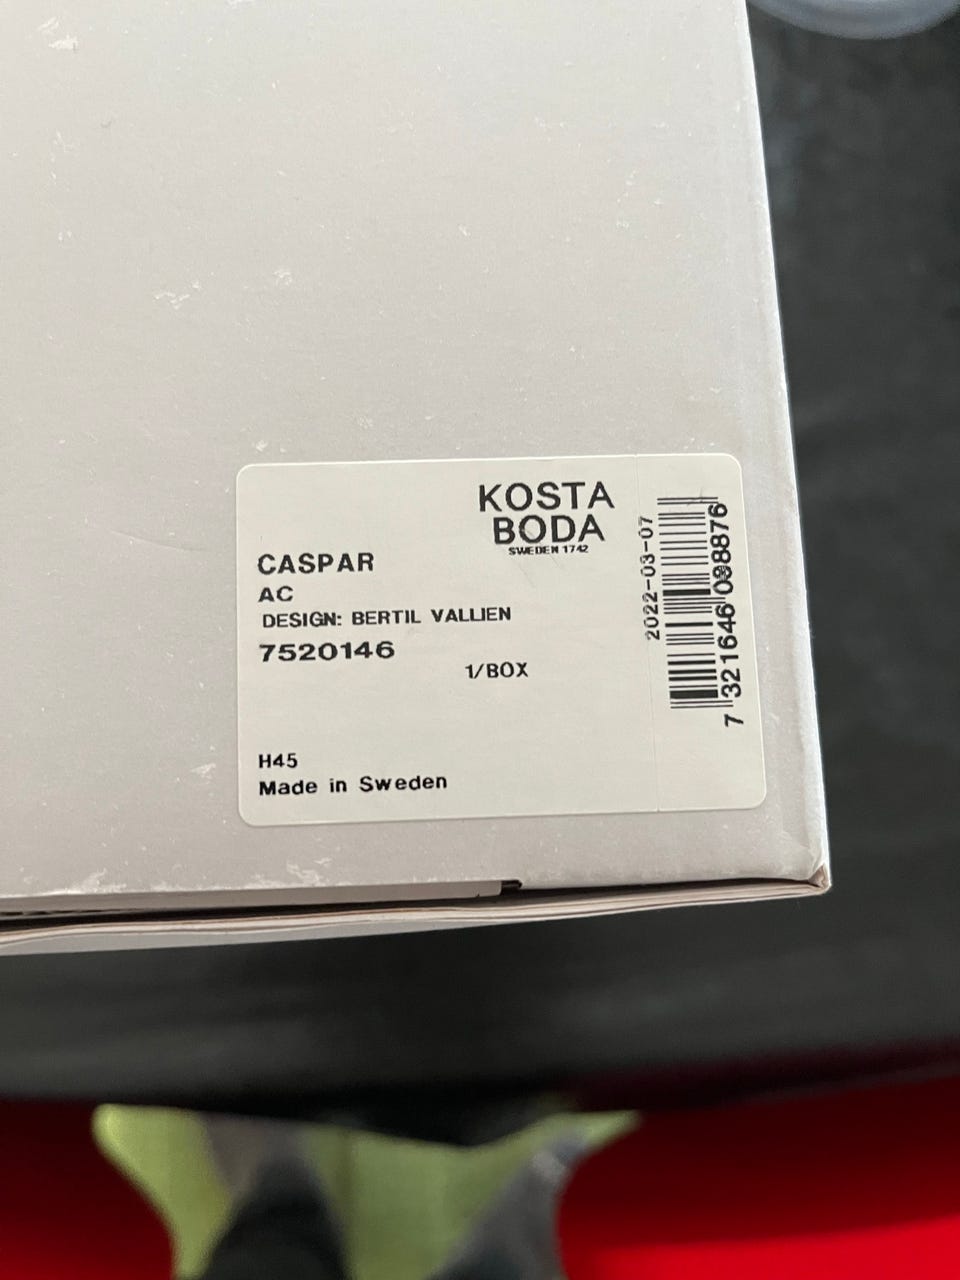 KOSTA
BODA
SWEDEN 1742
CASPAR
AC
DESIGN: BERTIL VALLIEN
7520146
1/BOX
H45
Made in Sweden
2022-03-07
7 321646 098876